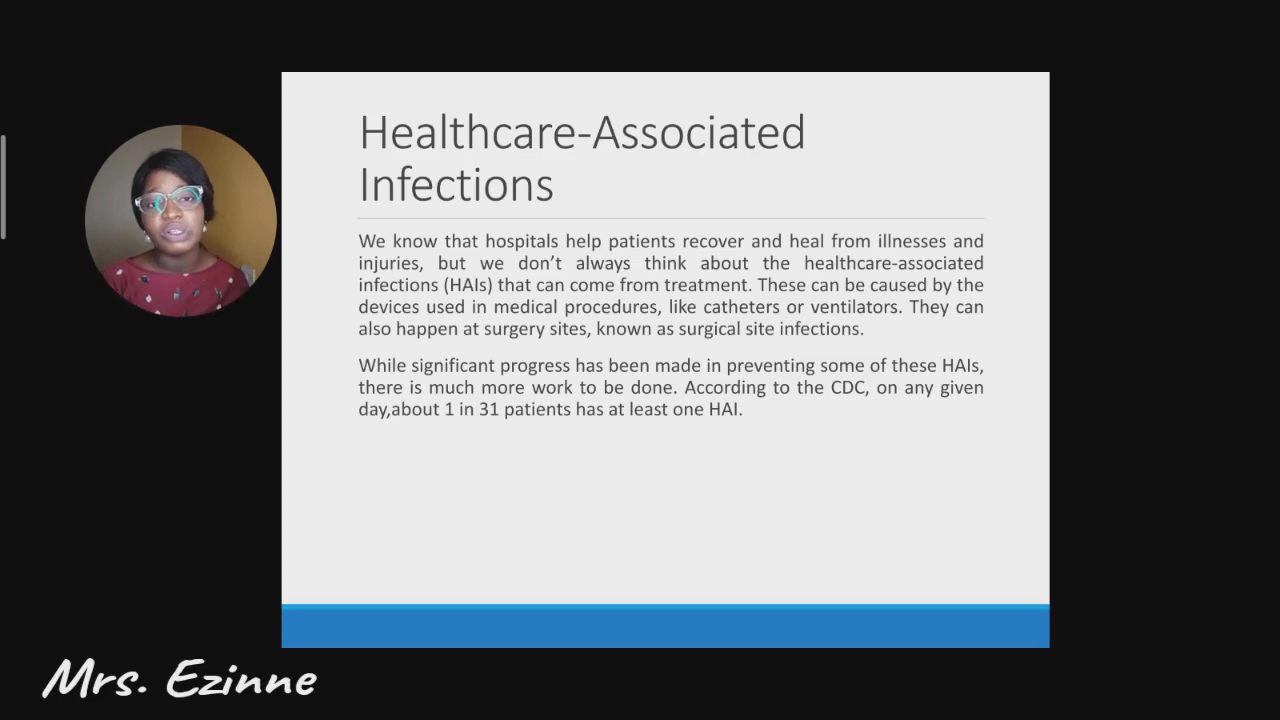 Healthcare-Associated
Infections
We know that hospitals help patients recover and heal from illnesses and
injuries, but we don’t always think about the healthcare-associated
infections (HAIs) that can come from treatment. These can be caused by the
devices used in medical procedures, like catheters or ventilators. They can
also happen at surgery sites, known as surgical site infections.
While significant progress has been made in preventing some of these HAIs,
there is much more work to be done. According to the CDC, on any given
day,about 1 in 31 patients has at least one HAI.
Mrs. Ezinne